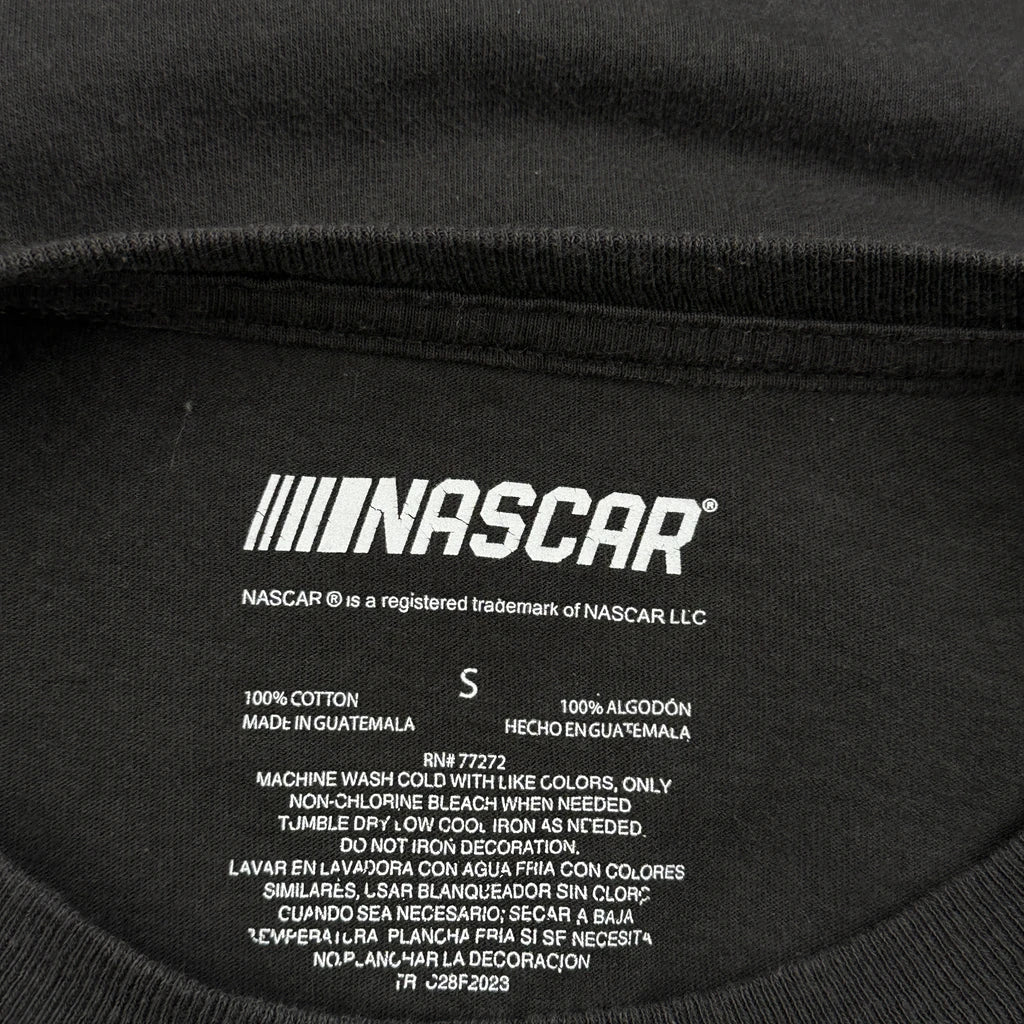 NASCAR®
NASCAR ® is a registered trademark of NASCAR LLC
S
100% COTTON
MADE IN GUATEMALA
100% ALGODÓN
HECHO EN GUATEMALA
RN# 77272
MACHINE WASH COLD WITH LIKE COLORS, ONLY
NON-CHLORINE BLEACH WHEN NEEDED
TUMBLE DRY LOW COOL IRON AS NEEDED.
DO NOT IRON DECORATION.
LAVAR EN LAVADORA CON AGUA FRIA CON COLORES
SIMILARES, USAR BLANQUEADOR SIN CLORO
CUANDO SEA NECESARIO; SECAR A BAJA
TEMPERATURA PLANCHA FRIA SI SE NECESITA
NO PLANCHAR LA DECORACION